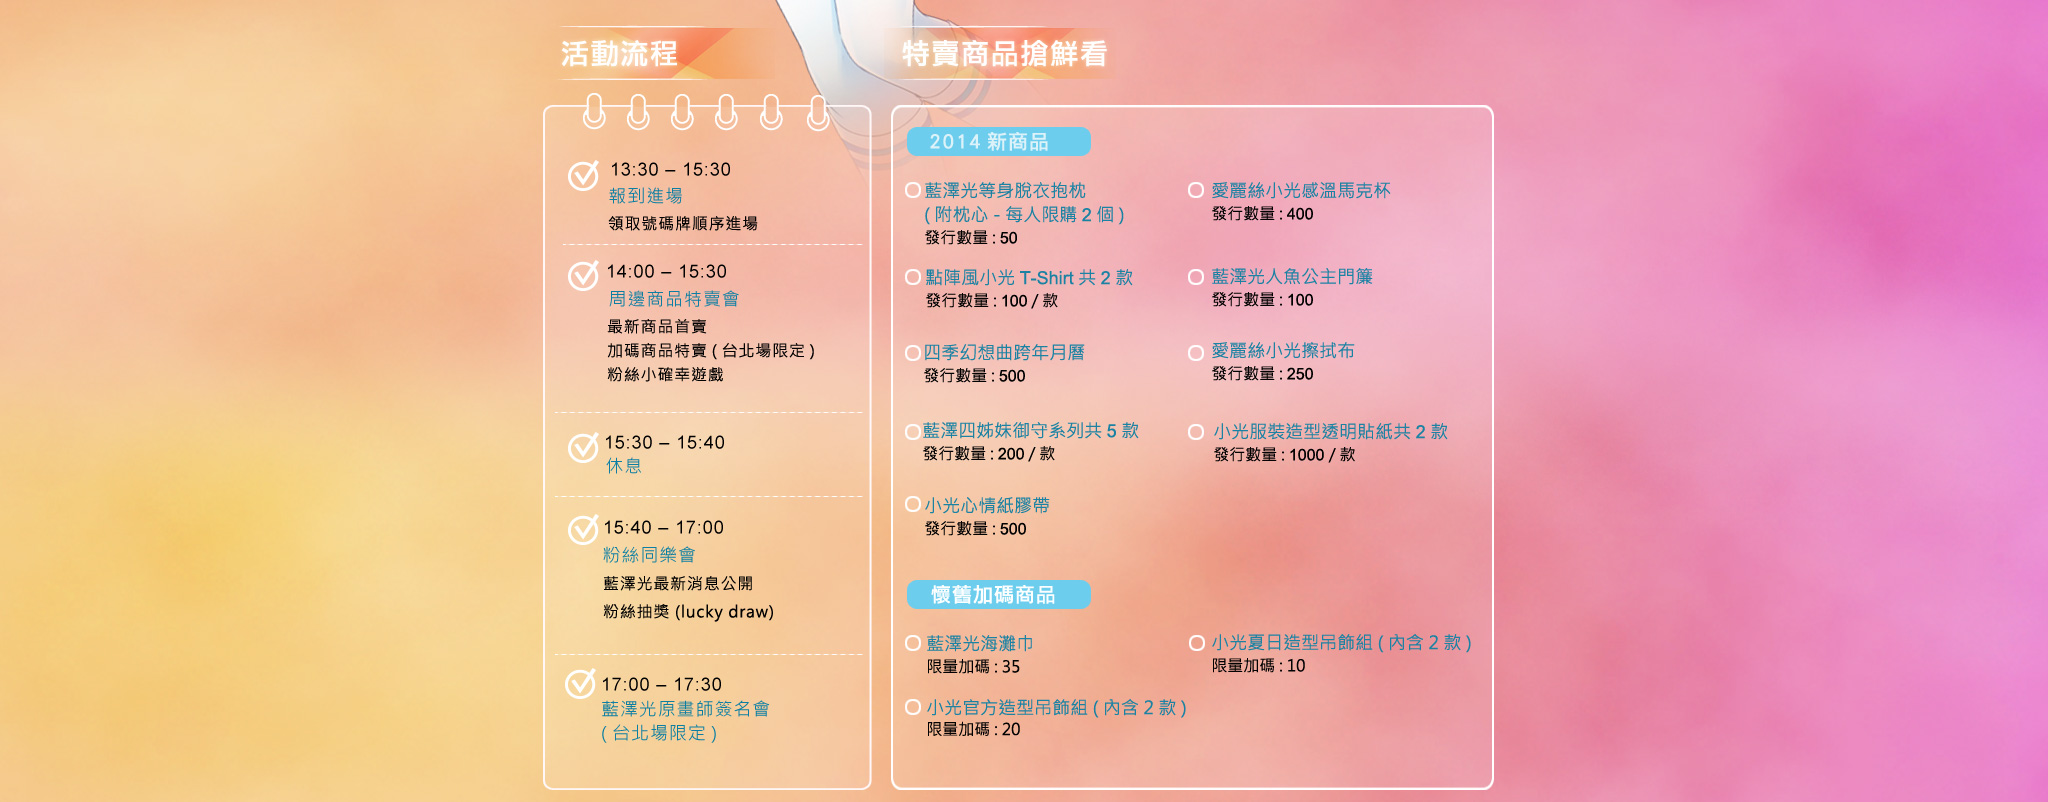 活動流程
13:30 – 15:30
報到進場
領取號碼牌順序進場
14:00 – 15:30
周邊商品特賣會
最新商品首賣
加碼商品特賣 ( 台北場限定 )
粉絲小確幸遊戲
15:30 – 15:40
休息
15:40 – 17:00
粉絲同樂會
藍澤光最新消息公開
粉絲抽獎 (lucky draw)
17:00 – 17:30
藍澤光原畫師簽名會
( 台北場限定 )
特賣商品搶鮮看
2014 新商品
藍澤光等身脫衣抱枕
( 附枕心 - 每人限購 2 個 )
發行數量 : 50
愛麗絲小光感溫馬克杯
發行數量 : 400
點陣風小光 T-Shirt 共 2 款
發行數量 : 100 / 款
藍澤光人魚公主門簾
發行數量 : 100
四季幻想曲跨年月曆
發行數量 : 500
愛麗絲小光擦拭布
發行數量 : 250
藍澤四姊妹御守系列共 5 款
發行數量 : 200 / 款
小光服裝造型透明貼紙共 2 款
發行數量 : 1000 / 款
小光心情紙膠帶
發行數量 : 500
懷舊加碼商品
藍澤光海灘巾
限量加碼 : 35
小光夏日造型吊飾組 ( 內含 2 款 )
限量加碼 : 10
小光官方造型吊飾組 ( 內含 2 款 )
限量加碼 : 20